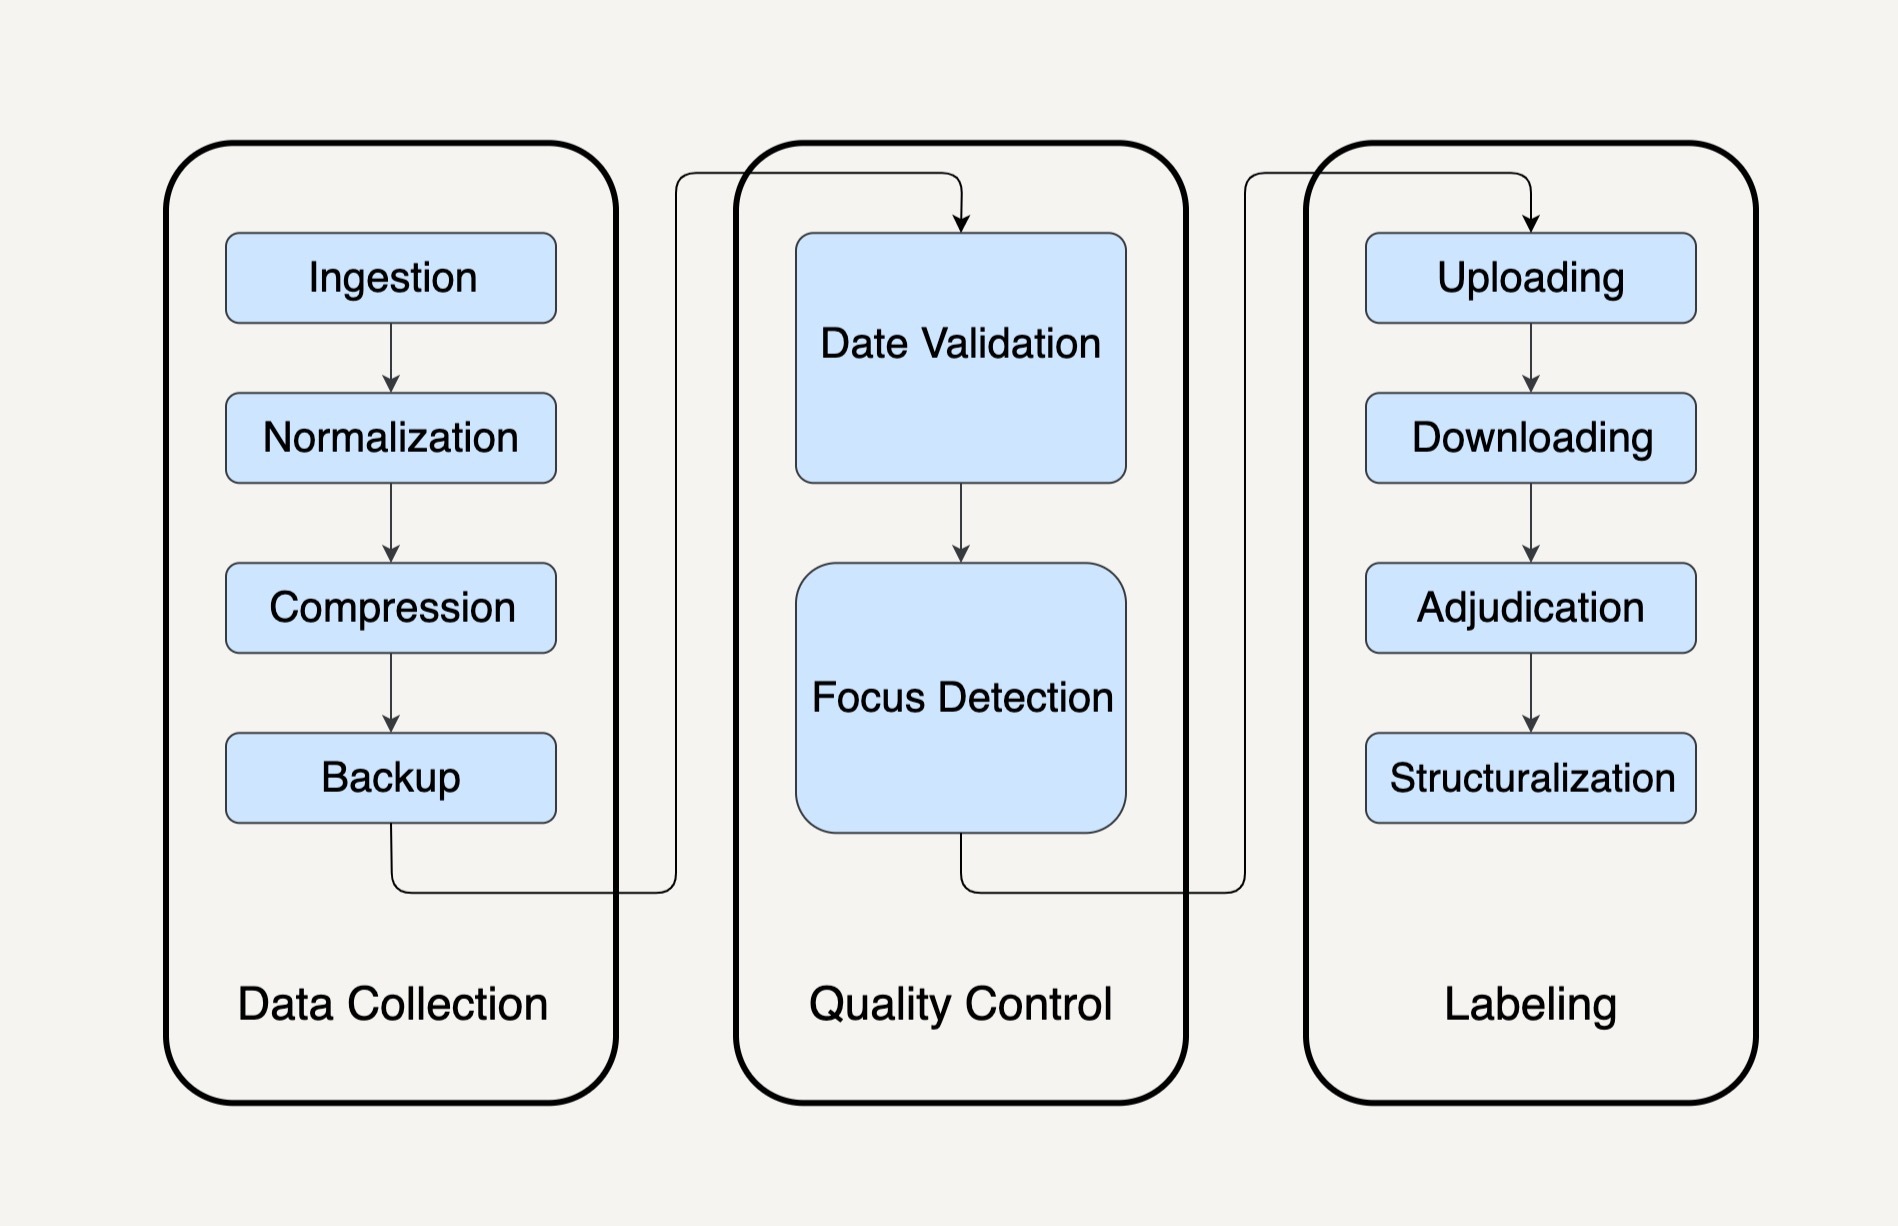 Ingestion
Normalization
Compression
Backup
Data Collection
Date Validation
Focus Detection
Quality Control
Uploading
Downloading
Adjudication
Structuralization
Labeling